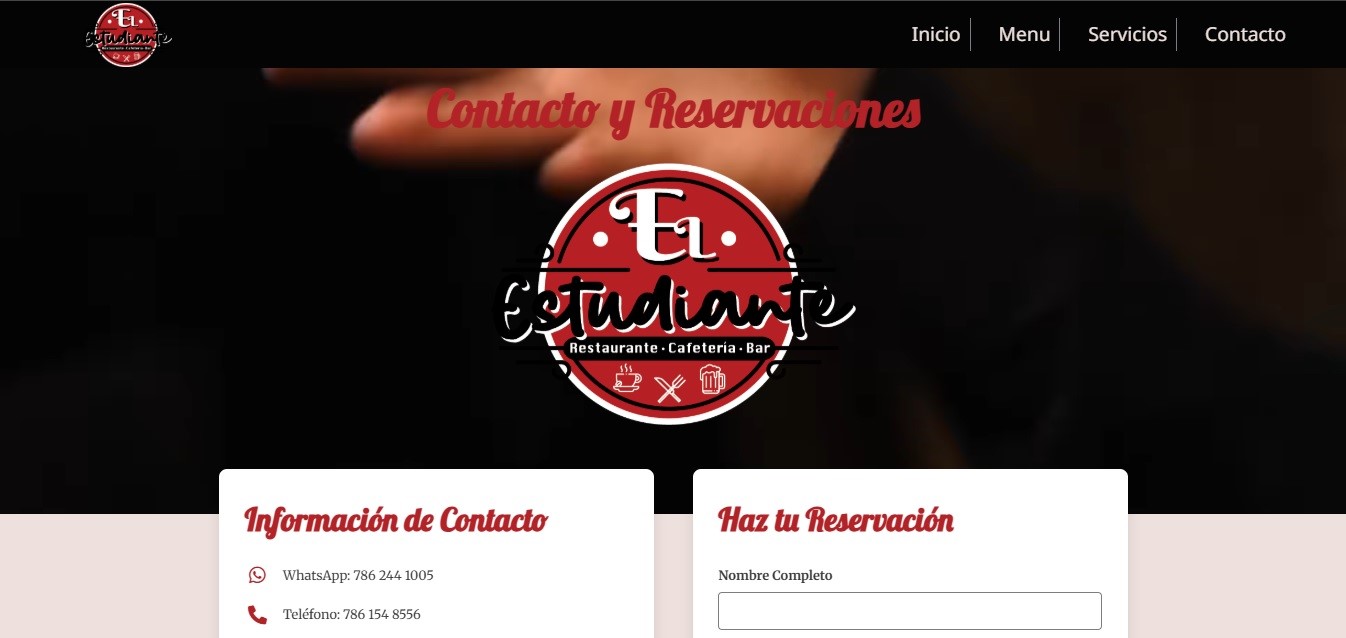 El
Estudiante
Restaurante·Cafetería·Bar
Inicio
Menu
Servicios
Contacto
Contacto y Reservaciones
El
Estudiante
Restaurante·Cafetería·Bar
Información de Contacto
WhatsApp: 786 244 1005
Teléfono: 786 154 8556
Haz tu Reservación
Nombre Completo